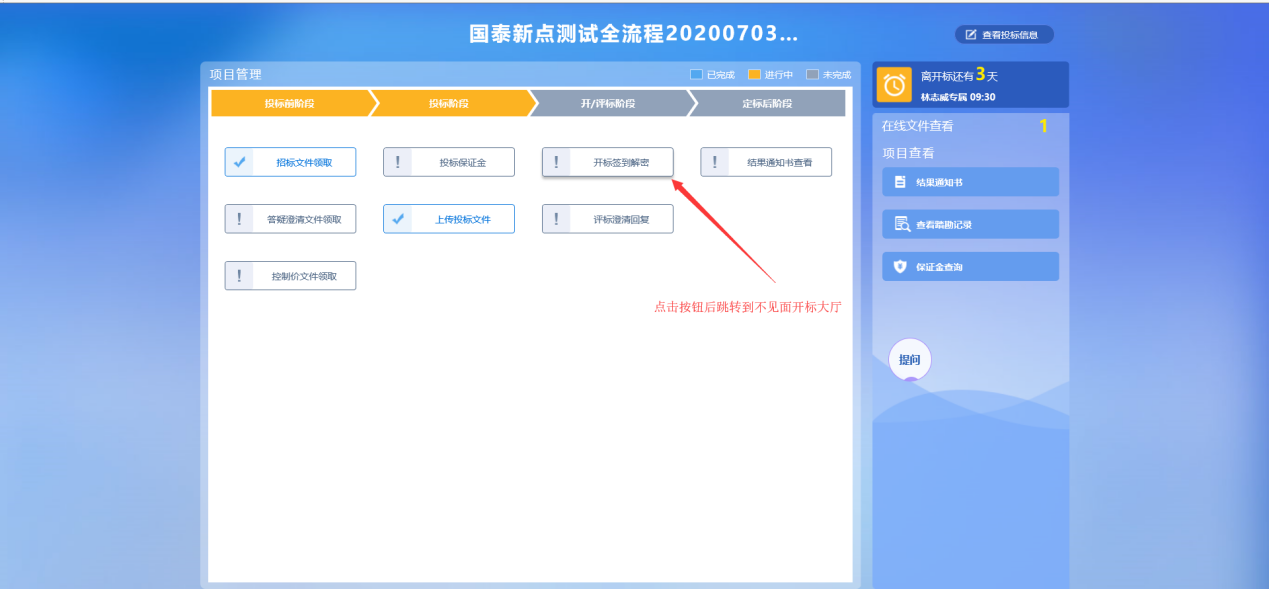 国泰新点测试全流程20200703...
查看投标信息
项目管理
已完成 进行中 未完成
投标前阶段 投标阶段 开/评标阶段 定标后阶段
招标文件领取 投标保证金 开标签到解密 结果通知书查看
答疑澄清文件领取 上传投标文件 评标澄清回复
控制价文件领取
点击按钮后跳转到不见面开标大厅
离开标还有3天
林志威专属 09:30
在线文件查看 1
项目查看
结果通知书
查看踏勘记录
保证金查询
提问